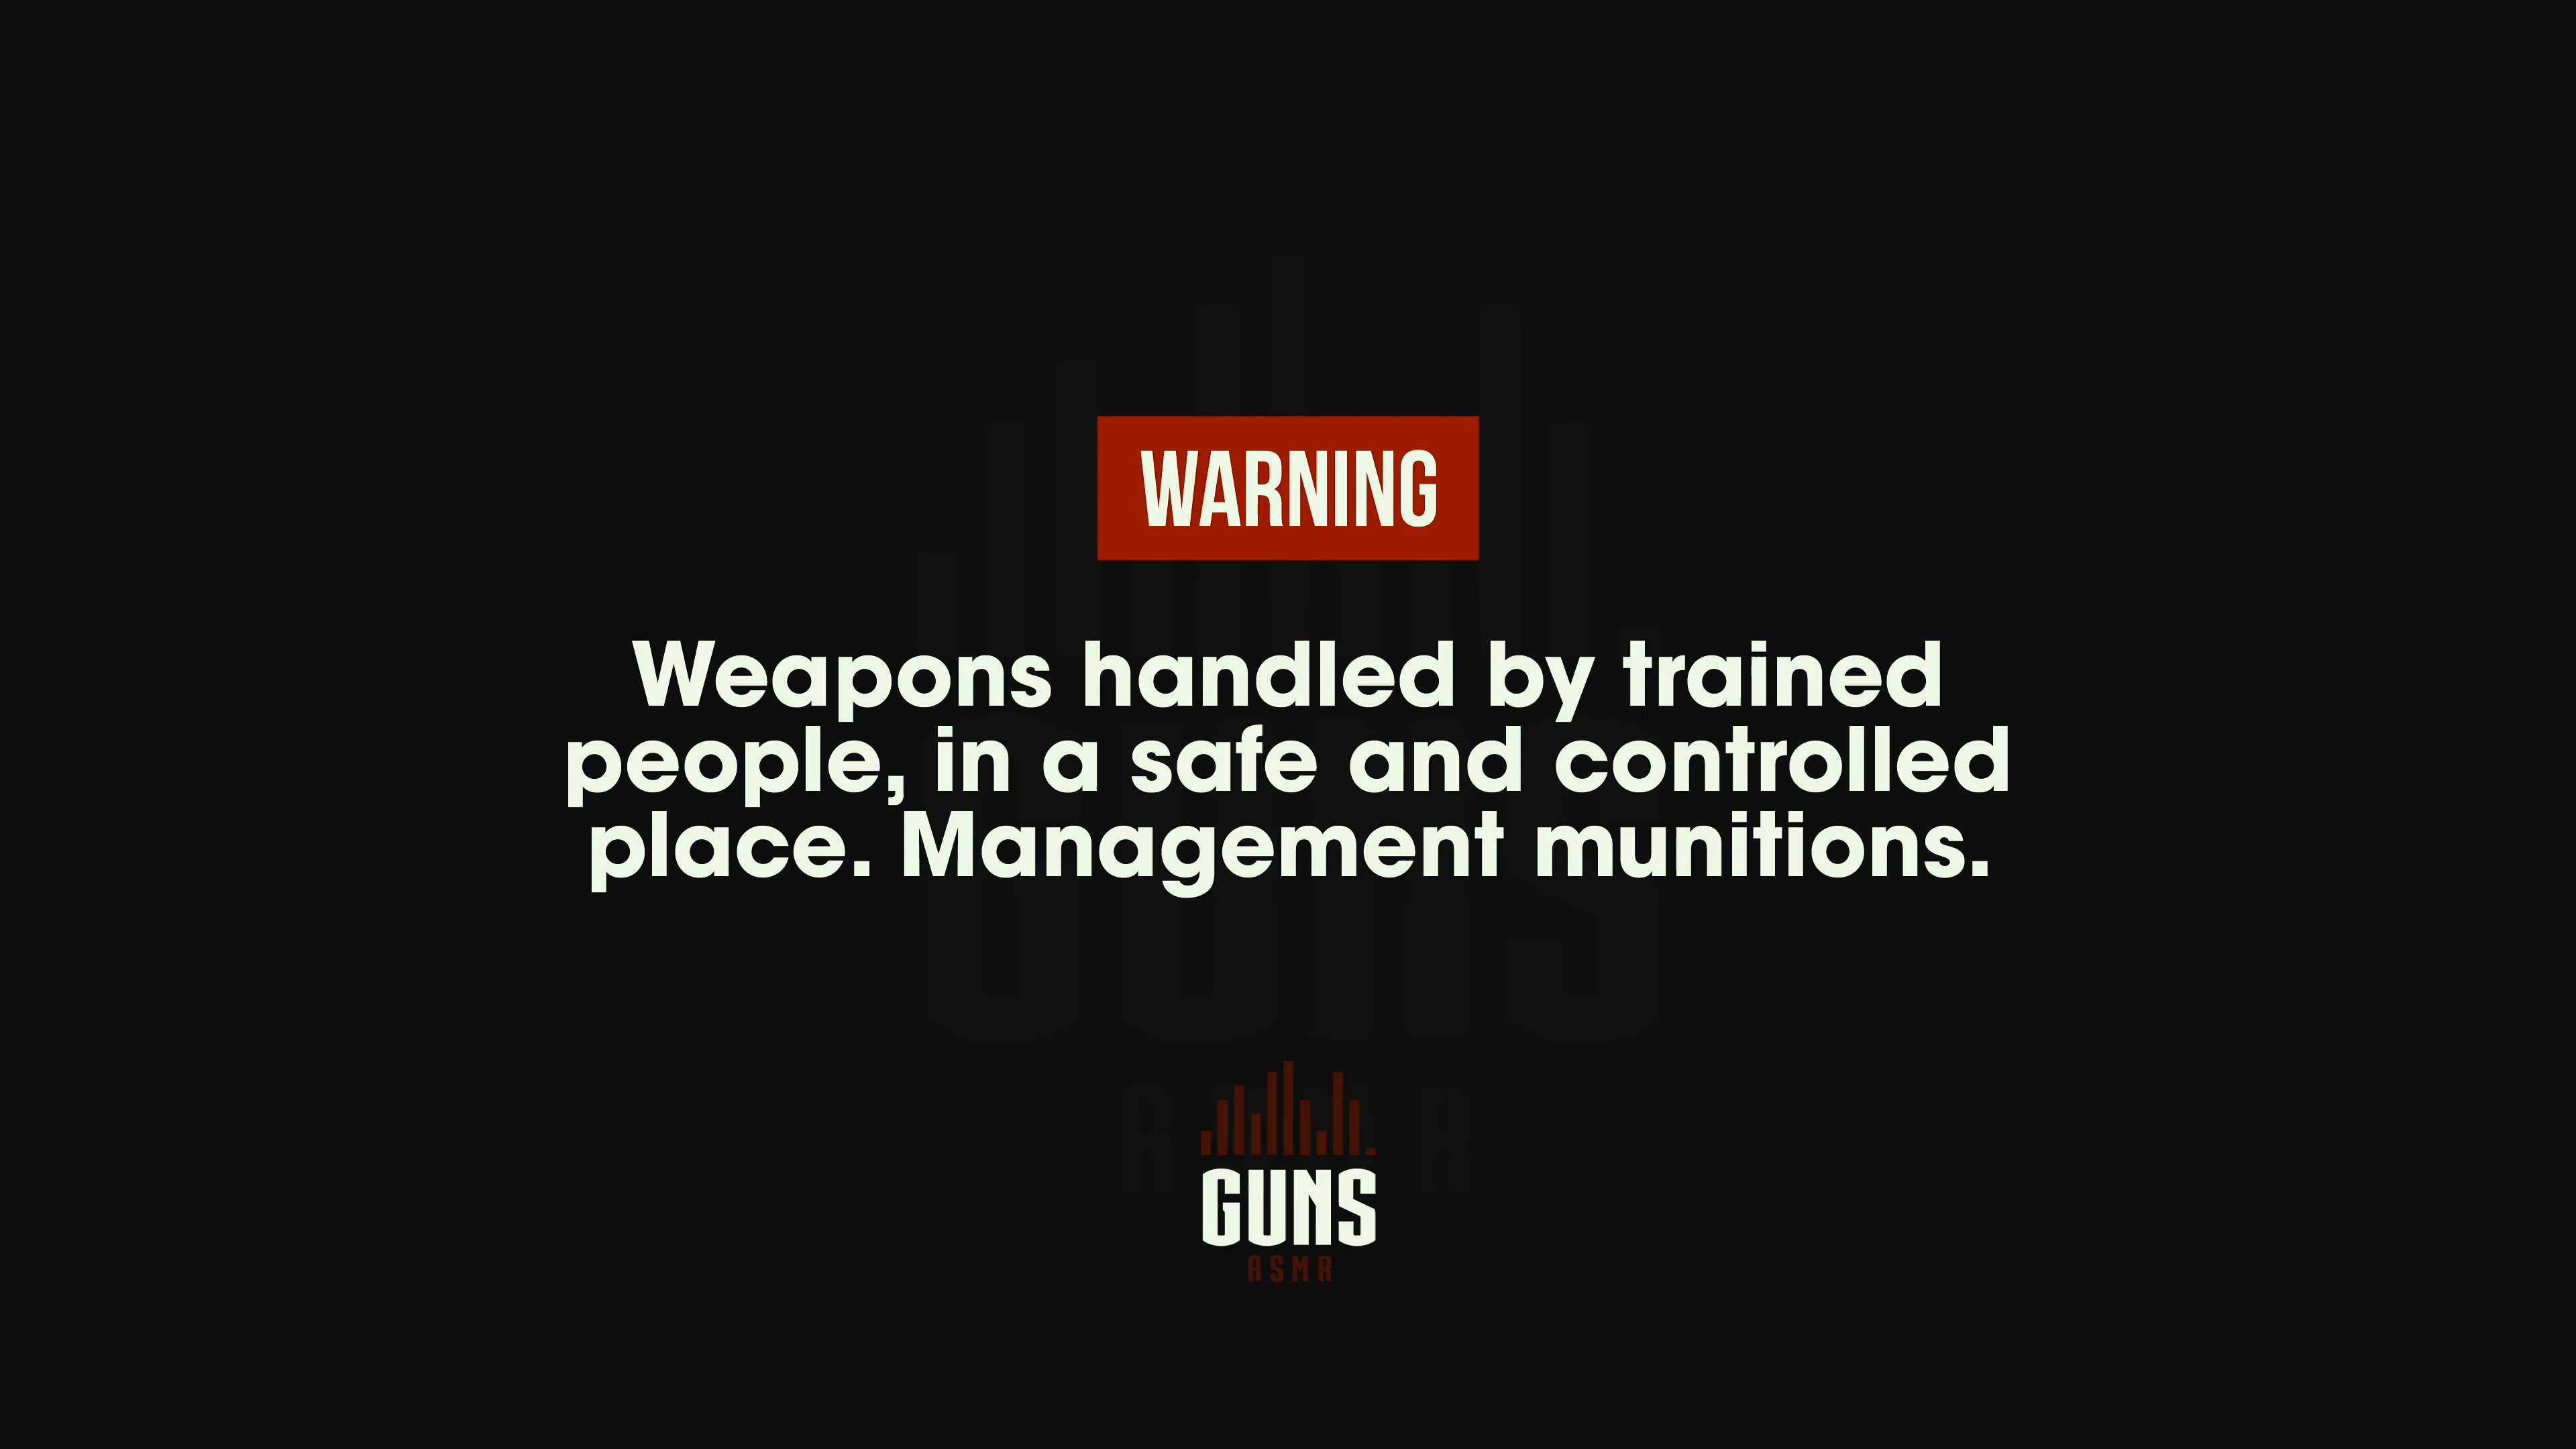 WARNING
Weapons handled by trained
people, in a safe and controlled
place. Management munitions.
GUNS
ASMR